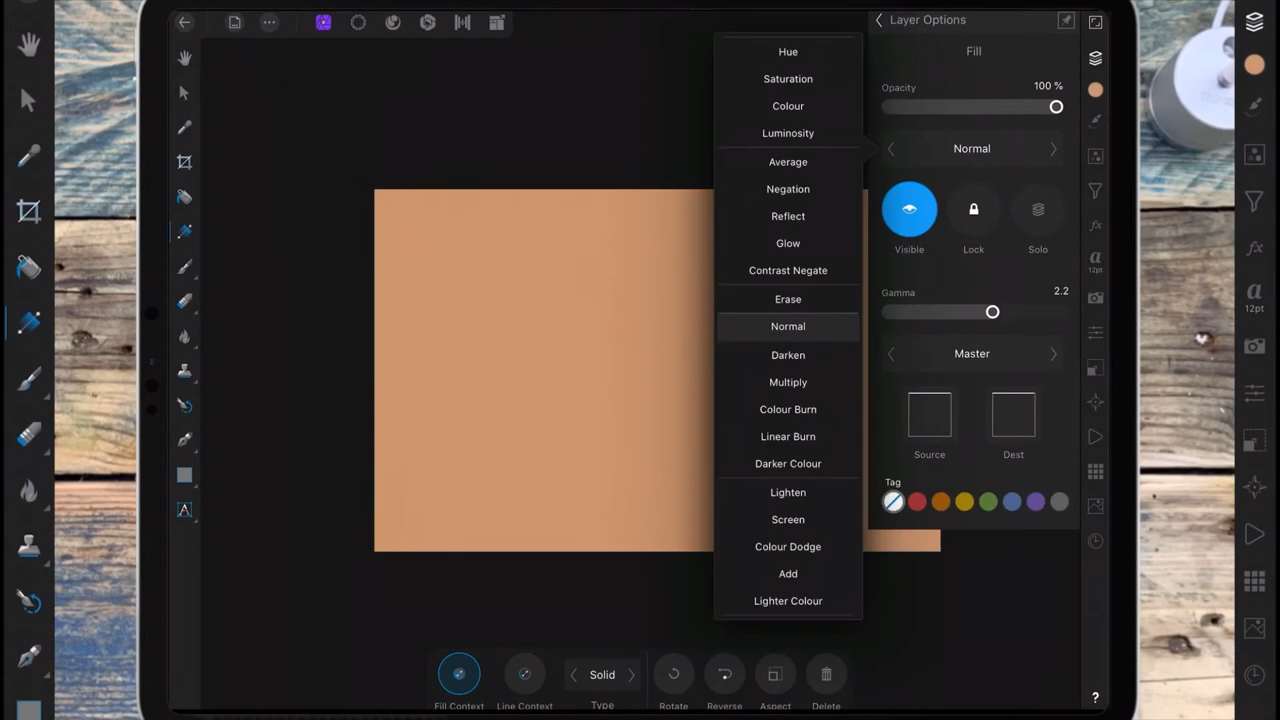 Layer Options
Fill
Opacity
100 %
Normal
Visible
Lock
Solo
Gamma
2.2
Master
Source
Dest
Tag
Hue
Saturation
Colour
Luminosity
Average
Negation
Reflect
Glow
Contrast Negate
Erase
Normal
Darken
Multiply
Colour Burn
Linear Burn
Darker Colour
Lighten
Screen
Colour Dodge
Add
Lighter Colour
a
12pt
a
12pt
A
Solid
Fill Context
Line Context
Type
Rotate
Reverse
Aspect
Delete
?